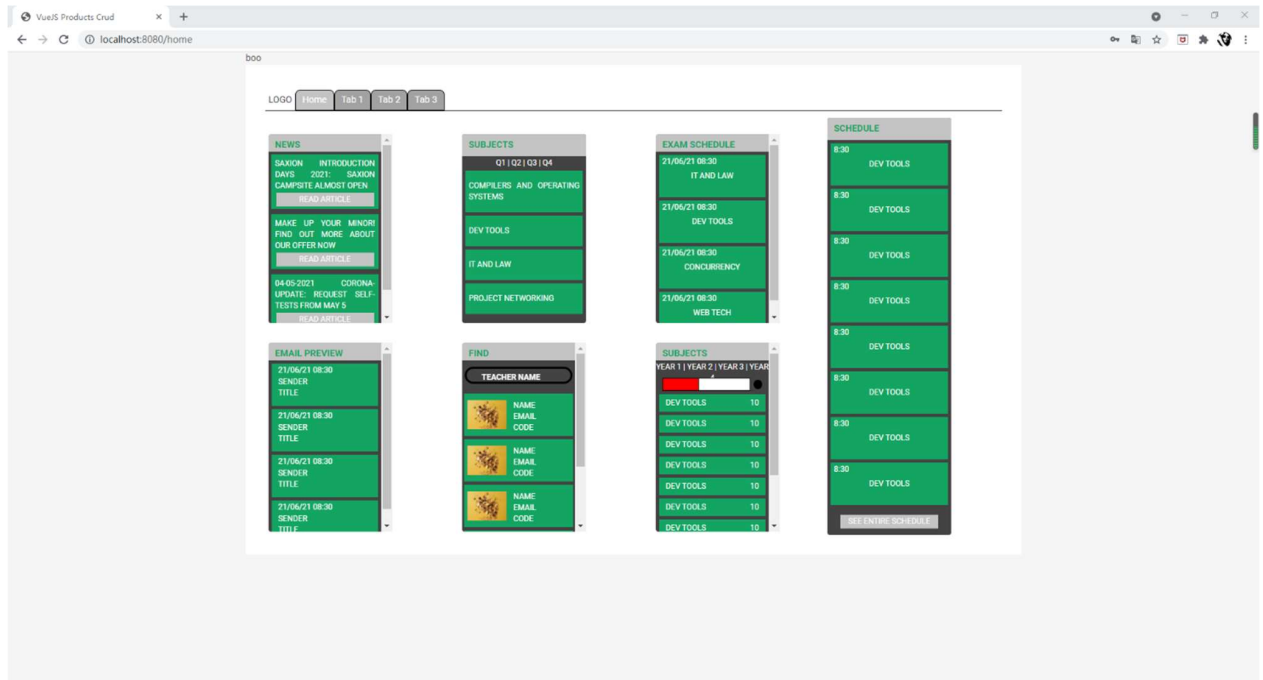 VueJS Products Crud
localhost:8080/home
boo
LOGO Home Tab 1 Tab 2 Tab 3
NEWS
SAXION INTRODUCTION
DAYS 2021: SAXION
CAMPSITE ALMOST OPEN
READ ARTICLE
MAKE UP YOUR MINOR!
FIND OUT MORE ABOUT
OUR OFFER NOW
READ ARTICLE
04-05-2021 CORONA-
UPDATE: REQUEST SELF-
TESTS FROM MAY 5
READ ARTICLE
SUBJECTS
Q1 | Q2 | Q3 | Q4
COMPILERS AND OPERATING
SYSTEMS
DEV TOOLS
IT AND LAW
PROJECT NETWORKING
EXAM SCHEDULE
21/06/21 08:30
IT AND LAW
21/06/21 08:30
DEV TOOLS
21/06/21 08:30
CONCURRENCY
21/06/21 08:30
WEB TECH
SCHEDULE
8:30
DEV TOOLS
8:30
DEV TOOLS
8:30
DEV TOOLS
8:30
DEV TOOLS
8:30
DEV TOOLS
8:30
DEV TOOLS
8:30
DEV TOOLS
8:30
DEV TOOLS
SEE ENTIRE SCHEDULE
EMAIL PREVIEW
21/06/21 08:30
SENDER
TITLE
21/06/21 08:30
SENDER
TITLE
21/06/21 08:30
SENDER
TITLE
21/06/21 08:30
SENDER
TITLE
FIND
TEACHER NAME
NAME
EMAIL
CODE
NAME
EMAIL
CODE
NAME
EMAIL
CODE
SUBJECTS
YEAR 1 | YEAR 2 | YEAR 3 | YEAR
4
DEV TOOLS 10
DEV TOOLS 10
DEV TOOLS 10
DEV TOOLS 10
DEV TOOLS 10
DEV TOOLS 10
DEV TOOLS 10